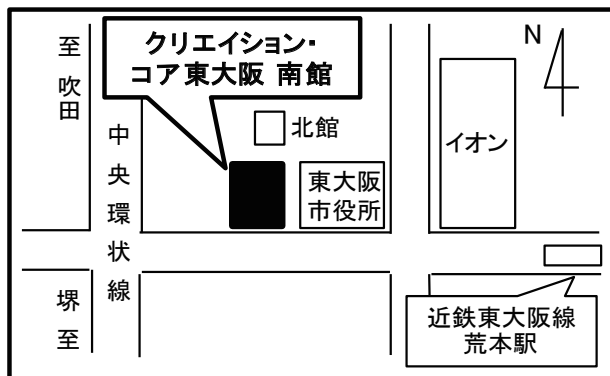 至 吹田
クリエイション・
コア東大阪 南館
N
中央環状線
北館
イオン
東大阪
市役所
堺 至
近鉄東大阪線
荒本駅